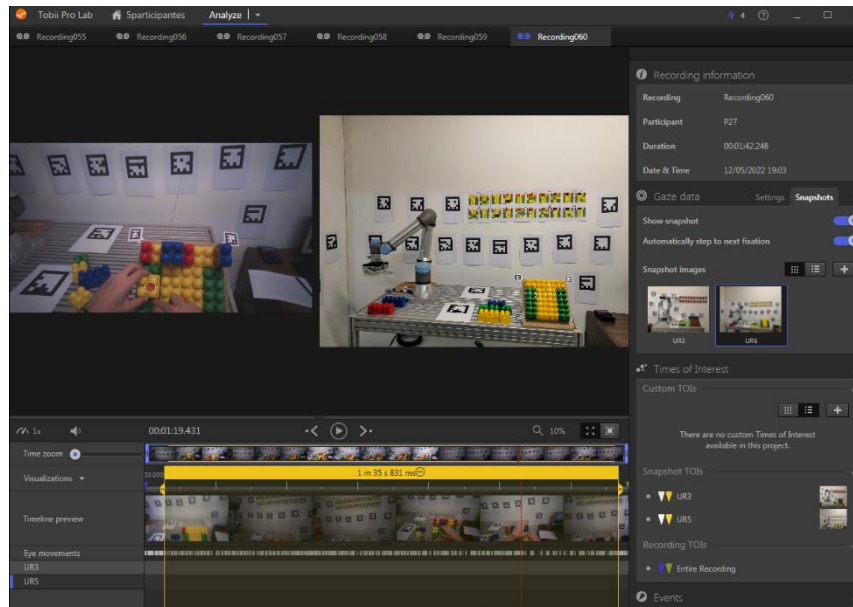 Tobii Pro Lab
5participantes
Analyze
4
Recording055
Recording056
Recording057
Recording058
Recording059
Recording060
Recording information
Recording Recording060
Participant P27
Duration 00:01:42.248
Date & Time 12/05/2022 19:03
Gaze data Settings Snapshots
Show snapshot
Automatically step to next fixation
Snapshot images
UR3 UR5
Times of Interest
Custom TOIs
There are no custom Times of Interest
available in this project.
Snapshot TOIs
UR3
UR5
Recording TOIs
Entire Recording
Events
1x 00:01:19.431 10%
Time zoom
Visualizations 1 m 35 s 831 ms
Timeline preview
Eye movements
UR3
UR5